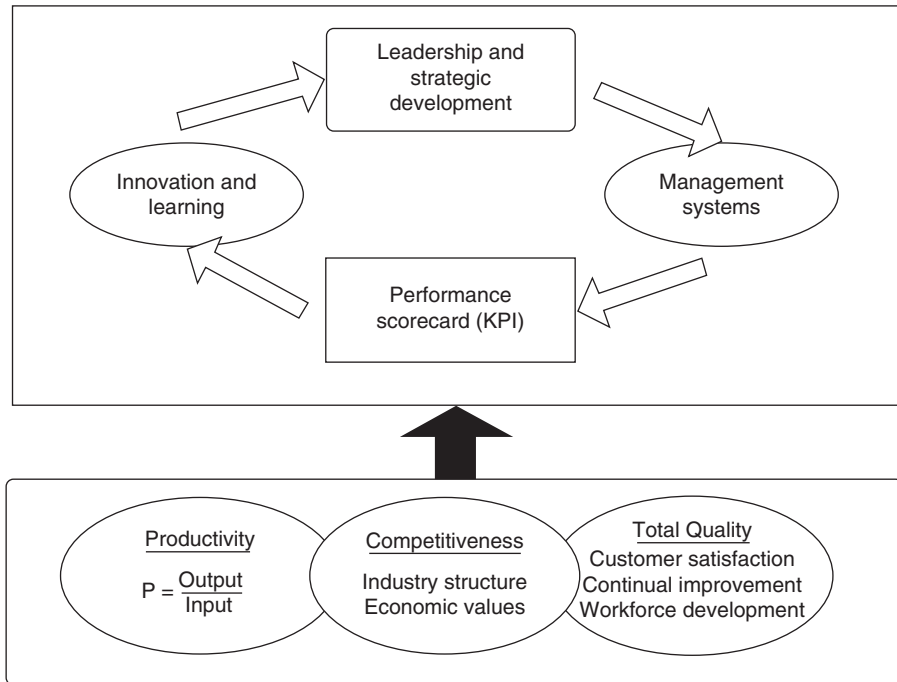 Leadership and
strategic
development
Innovation and
learning
Management
systems
Performance
scorecard (KPI)
Productivity
P = Output
Input
Competitiveness
Industry structure
Economic values
Total Quality
Customer satisfaction
Continual improvement
Workforce development